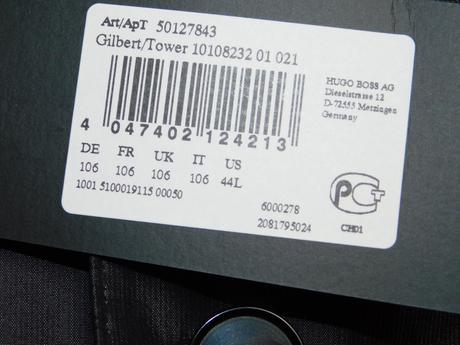 Art/ApT 50127843
Gilbert/Tower 10108232 01 021
HUGO BOSS AG
Dieselstrasse 12
D-72555 Metzingen
Germany
4 047402 124213
DE FR UK IT US
106 106 106 106 44L
1001 5100019115 00050
6000278
2081795024
PCT
CH01